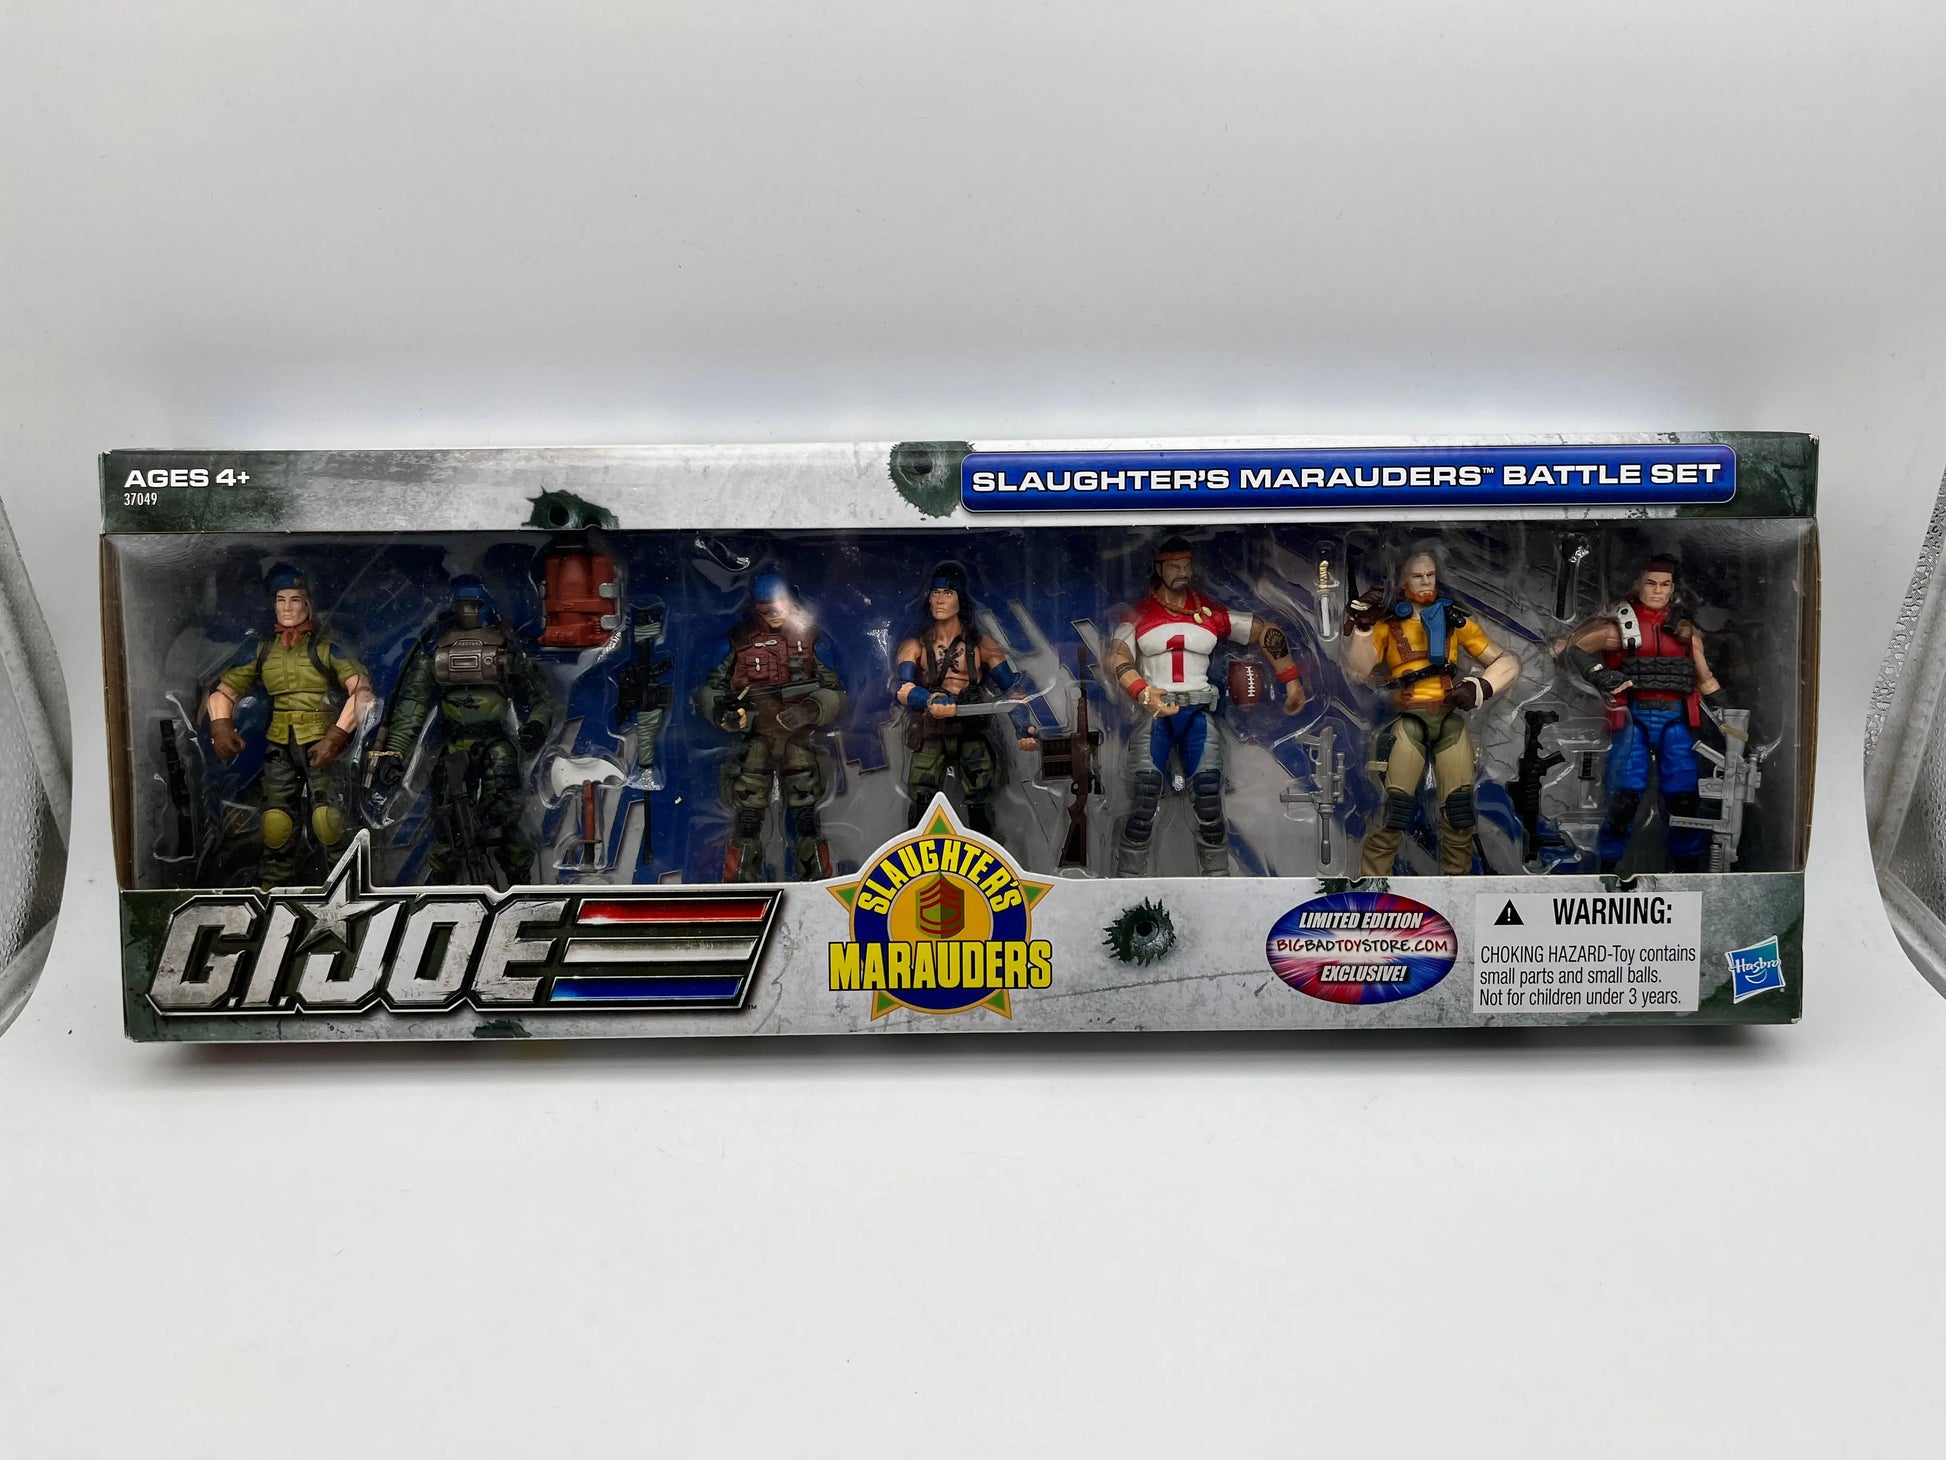 AGES 4+
37049
SLAUGHTER'S MARAUDERS™ BATTLE SET
1
G.I. JOE
™
SLAUGHTER'S
MARAUDERS
LIMITED EDITION
BIGBADTOYSTORE.COM
EXCLUSIVE!
WARNING:
CHOKING HAZARD-Toy contains
small parts and small balls.
Not for children under 3 years.
Hasbro